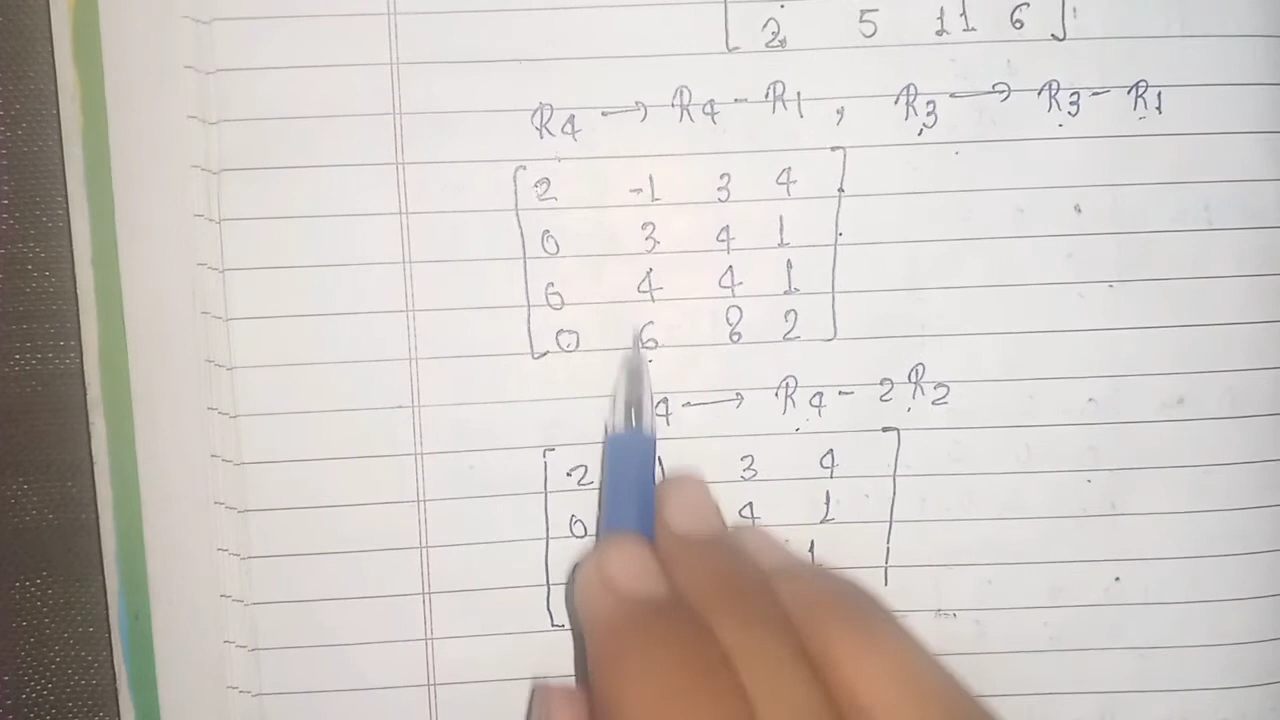 2 5 11 6
R4 → R4 - R1 , R3 → R3 - R1
2 -1 3 4
0 3 4 1
0 4 4 1
0 6 8 2
4 → R4 - 2R2
2 3 4
0 4 1
1